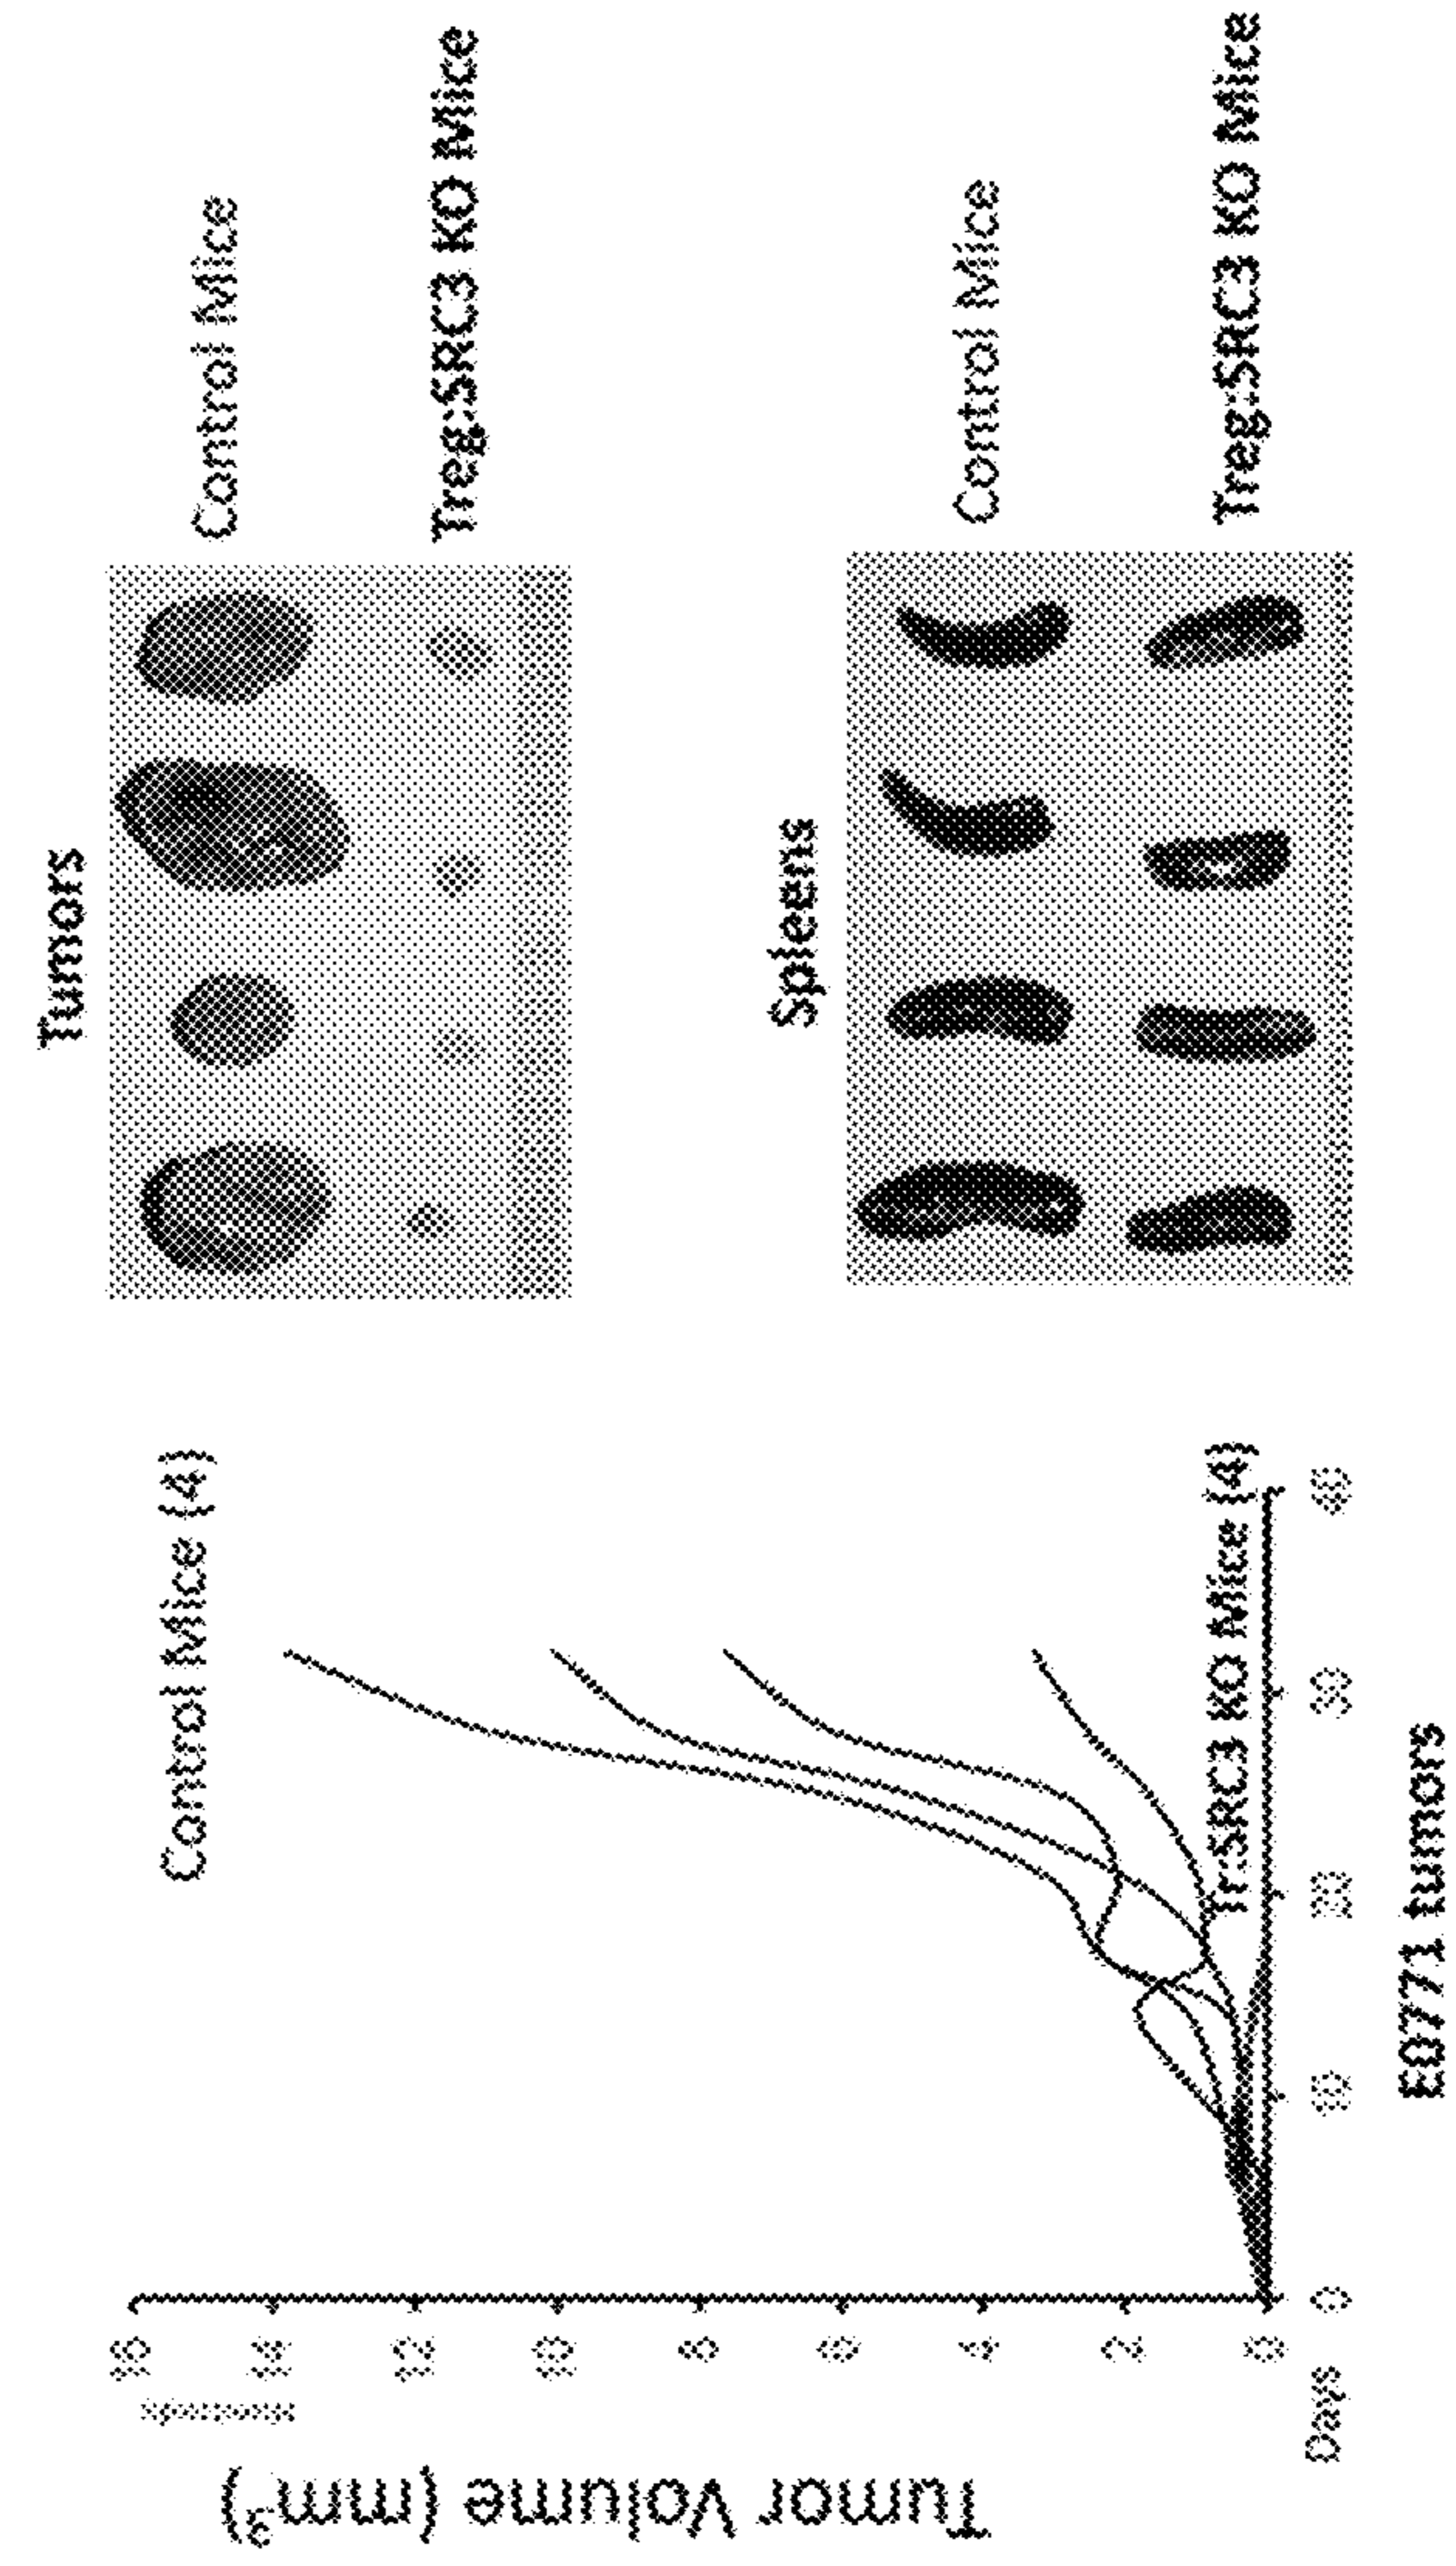 Tumor Volume (mm³)
16
14
12
10
8
6
4
2
0
Days
0
10
20
30
40
E0771 tumors
Control Mice (4)
Tr:SRC3 KO Mice (4)
Tumors
Control Mice
Treg:SRC3 KO Mice
Spleens
Control Mice
Treg:SRC3 KO Mice